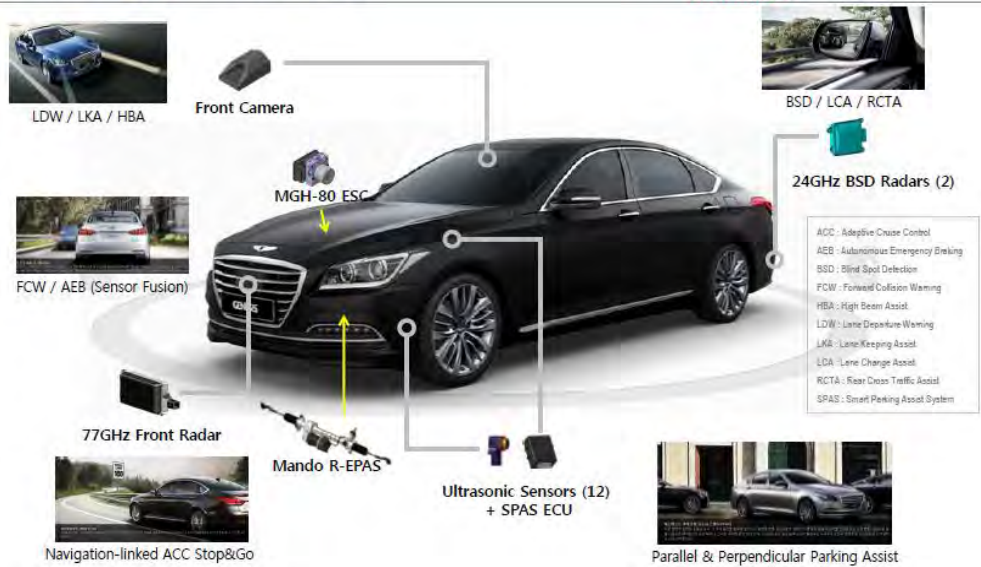 LDW / LKA / HBA
Front Camera
BSD / LCA / RCTA
24GHz BSD Radars (2)
MGH-80 ESC
FCW / AEB (Sensor Fusion)
GENESIS
ACC : Adaptive Cruise Control
AEB : Autonomous Emergency Braking
BSD : Blind Spot Detection
FCW : Forward Collision Warning
HBA : High Beam Assist
LDW : Lane Departure Warning
LKA : Lane Keeping Assist
LCA : Lane Change Assist
RCTA : Rear Cross Traffic Assist
SPAS : Smart Parking Assist System
77GHz Front Radar
Mando R-EPAS
Ultrasonic Sensors (12)
+ SPAS ECU
Navigation-linked ACC Stop&Go
Parallel & Perpendicular Parking Assist